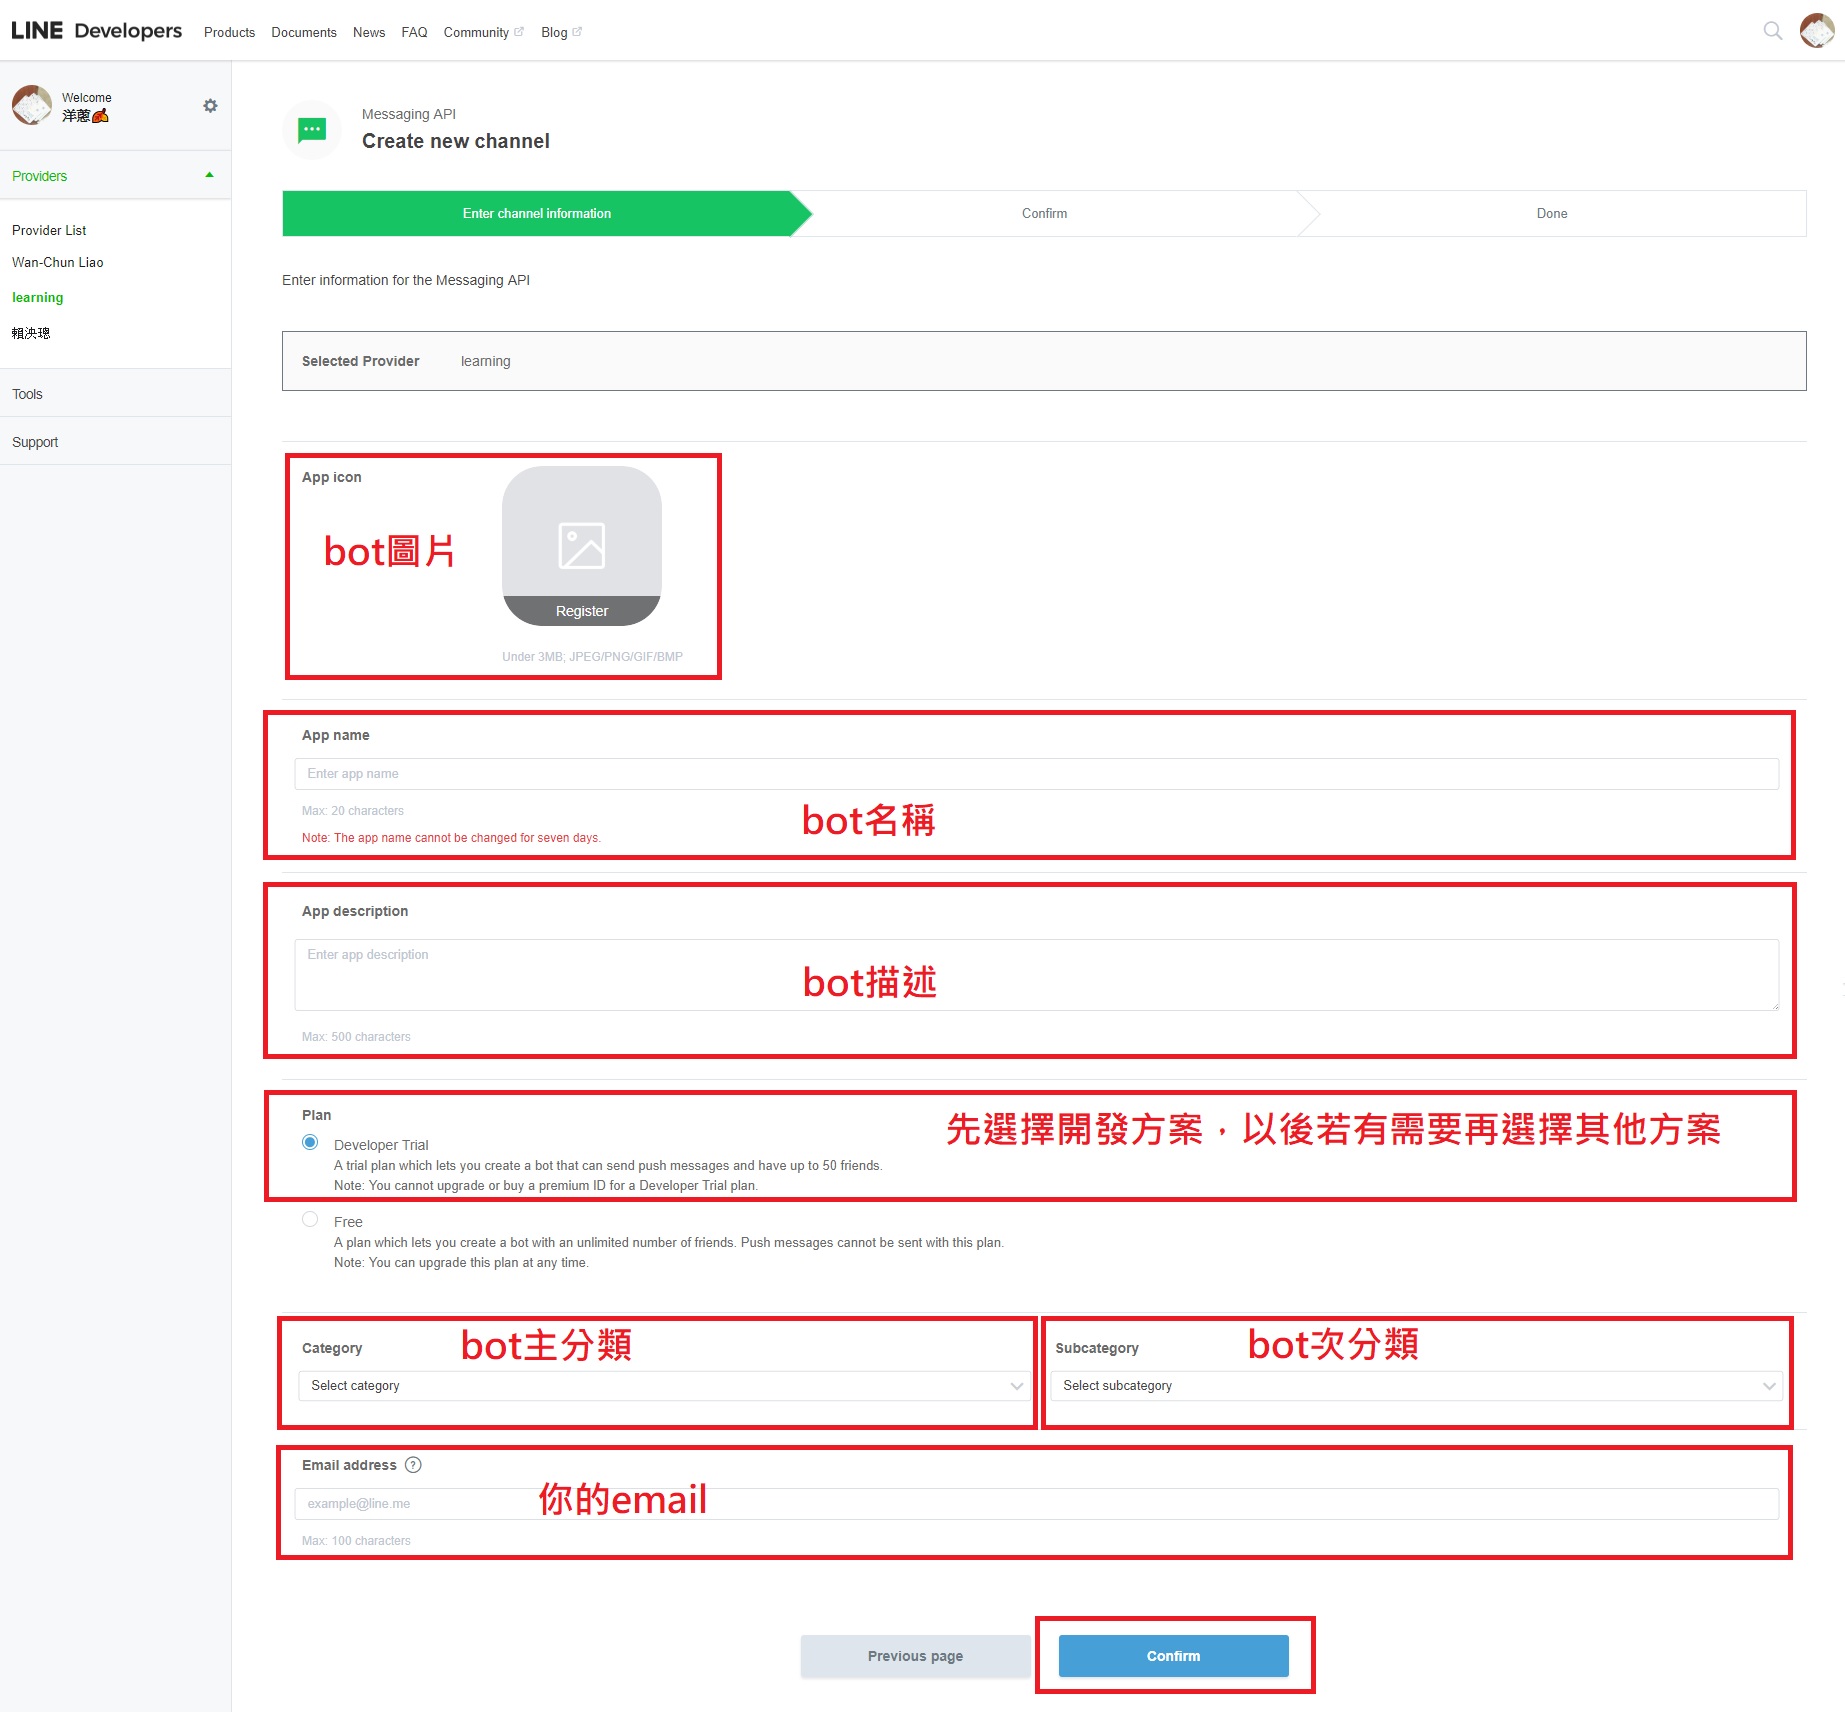 LINE Developers Products Documents News FAQ Community Blog
Welcome
洋蔥🍂
Providers
Provider List
Wan-Chun Liao
learning
賴泱璁
Tools
Support
Messaging API
Create new channel
Enter channel information Confirm Done
Enter information for the Messaging API
Selected Provider learning
App icon
bot圖片
Register
Under 3MB; JPEG/PNG/GIF/BMP
App name
Enter app name
Max: 20 characters
bot名稱
Note: The app name cannot be changed for seven days.
App description
Enter app description
bot描述
Max: 500 characters
Plan
先選擇開發方案，以後若有需要再選擇其他方案
Developer Trial
A trial plan which lets you create a bot that can send push messages and have up to 50 friends.
Note: You cannot upgrade or buy a premium ID for a Developer Trial plan.
Free
A plan which lets you create a bot with an unlimited number of friends. Push messages cannot be sent with this plan.
Note: You can upgrade this plan at any time.
Category bot主分類
Select category
Subcategory bot次分類
Select subcategory
Email address ?
example@line.me 你的email
Max: 100 characters
Previous page Confirm